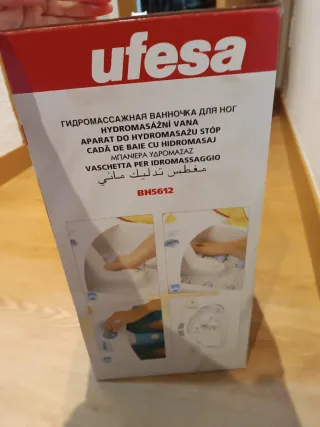 ufesa
ГИДРОМАССАЖНАЯ ВАННОЧКА ДЛЯ НОГ
HYDROMASÁŽNÍ VANA
APARAT DO HYDROMASAŻU STÓP
CADĂ DE BAIE CU HIDROMASAJ
ΜΠΑΝΙΕΡΑ ΥΔΡΟΜΑΣΑΖ
VASCHETTA PER IDROMASSAGGIO
مغطس تدليك مائي
BH5612